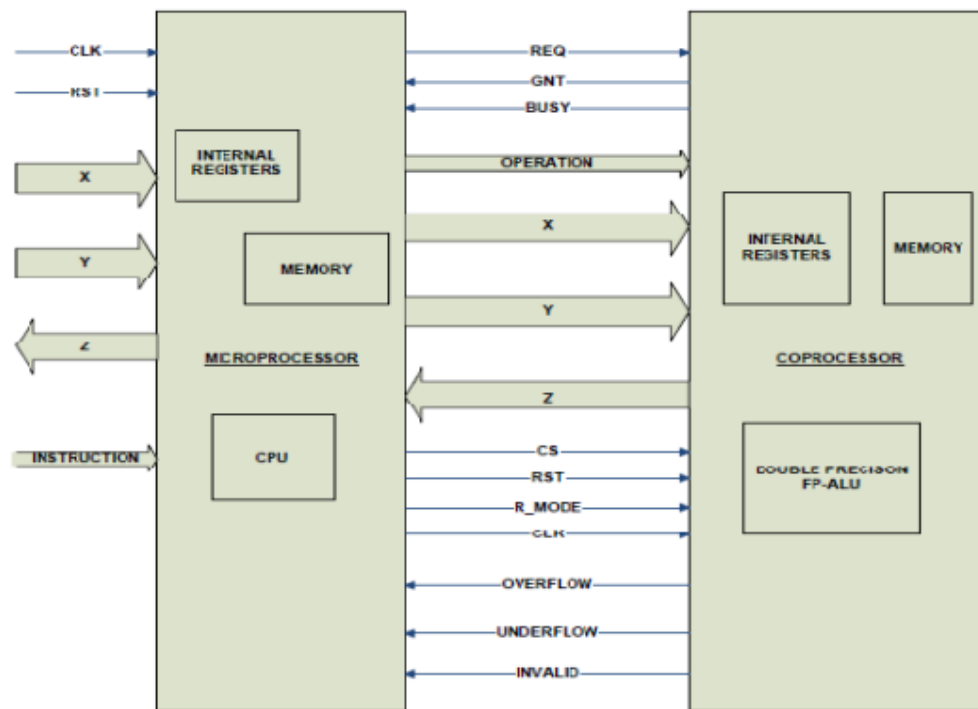 CLK
RST
X
Y
Z
INSTRUCTION
INTERNAL
REGISTERS
MEMORY
MICROPROCESSOR
CPU
REQ
GNT
BUSY
OPERATION
X
Y
Z
CS
RST
R_MODE
CLK
OVERFLOW
UNDERFLOW
INVALID
INTERNAL
REGISTERS
MEMORY
COPROCESSOR
DOUBLE PRECISON
FP-ALU